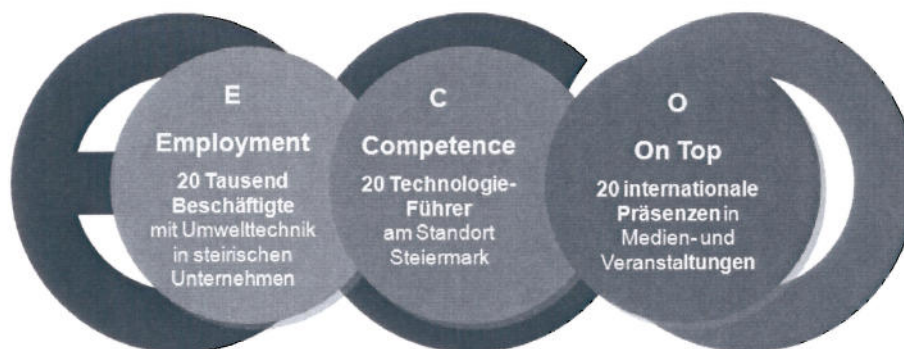 E
Employment
20 Tausend
Beschäftigte
mit Umwelttechnik
in steirischen
Unternehmen
C
Competence
20 Technologie-
Führer
am Standort
Steiermark
O
On Top
20 internationale
Präsenzen in
Medien- und
Veranstaltungen